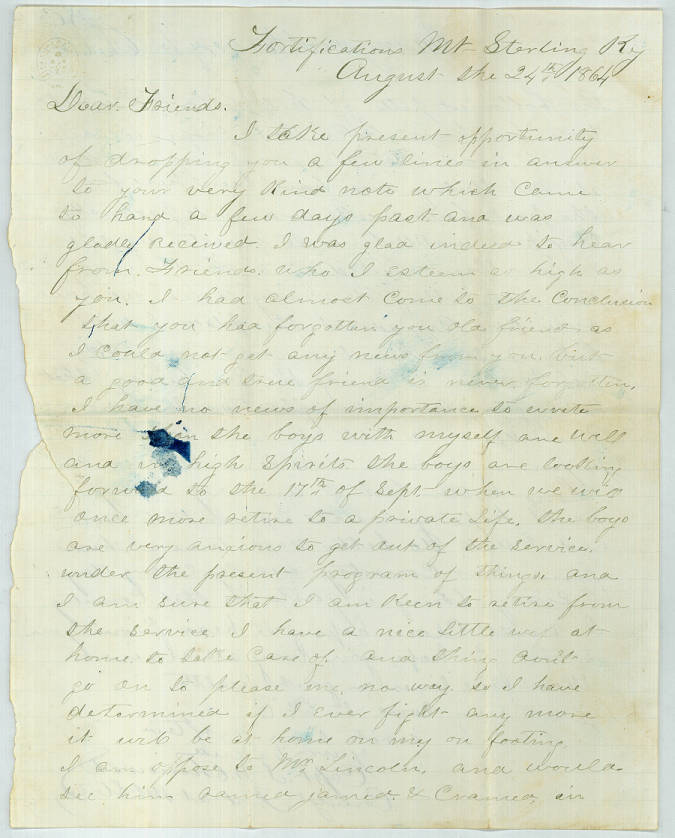 Fortifications Mt Sterling Ky
August the 24th 1864
Dear Friends.
I take present opportunity
of dropping you a few lines in answer
to your very kind note which came
to hand a few days past and was
gladly received. I was glad indeed to hear
from Friends. who I esteem so high as
you. I had almost come to the conclusion
that you had forgotten you old friend as
I could not get any news from you but
a good and true friend is never forgotten.
I have no news of importance to write
more the boys with myself are well
and in high spirits the boys are looking
forward to the 17th of Sept when we will
once more retire to a private life. the boys
are very anxious to get out of the service.
under the present program of things and
I am sure that I am keen to retire from
the service I have a nice little wif at
home to take care of. and thing
go on to please me no way so I have
determined if I ever fight any more
it will be at home on my on footing
I am oppose to Mr Lincoln, and would
see him damed jamed & Cramed in